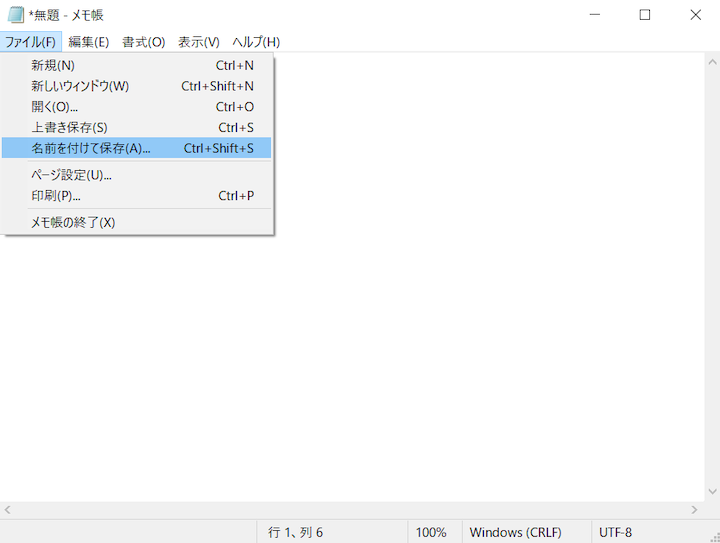 *無題 - メモ帳
ファイル(F) 編集(E) 書式(O) 表示(V) ヘルプ(H)
新規(N) Ctrl+N
新しいウィンドウ(W) Ctrl+Shift+N
開く(O)... Ctrl+O
上書き保存(S) Ctrl+S
名前を付けて保存(A)... Ctrl+Shift+S
ページ設定(U)...
印刷(P)... Ctrl+P
メモ帳の終了(X)
行 1、列 6 100% Windows (CRLF) UTF-8